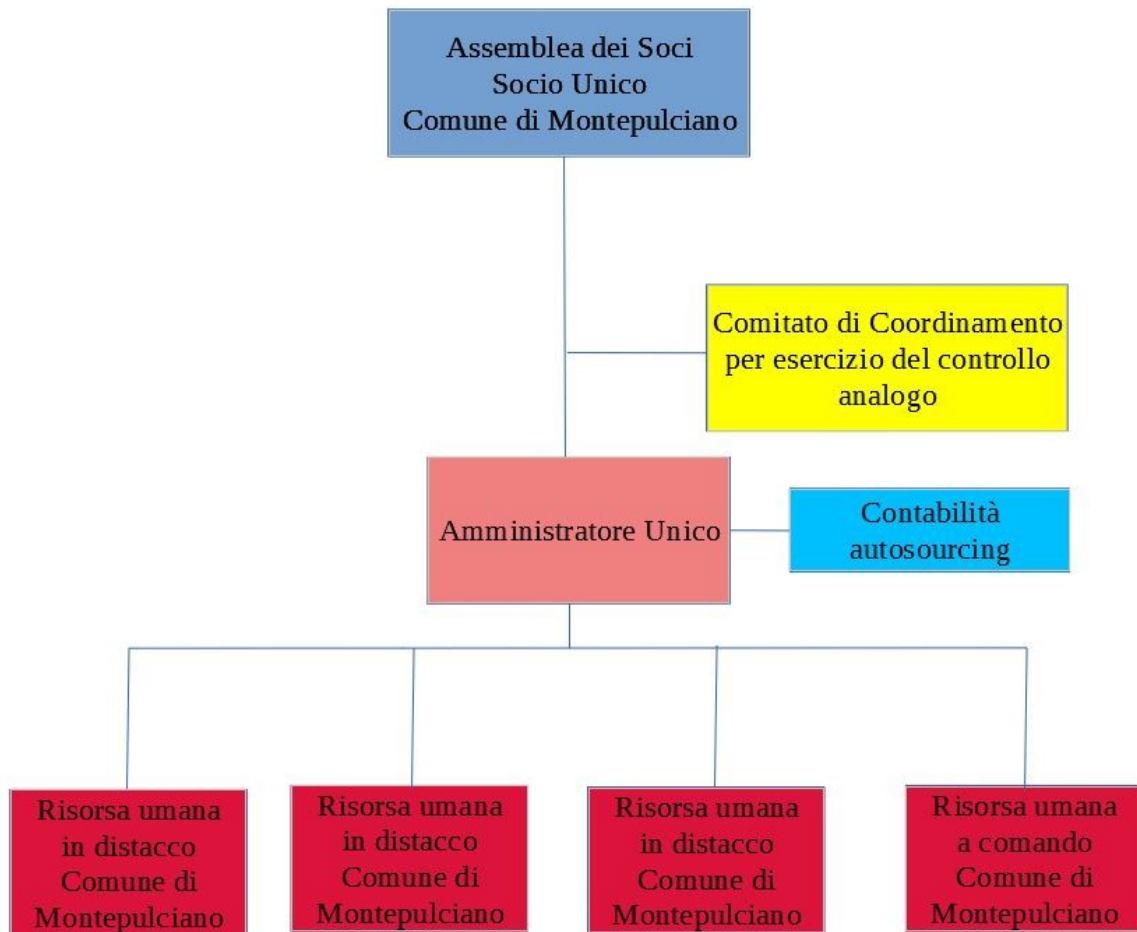 Assemblea dei Soci
Socio Unico
Comune di Montepulciano
Comitato di Coordinamento
per esercizio del controllo
analogo
Amministratore Unico
Contabilità
autosourcing
Risorsa umana
in distacco
Comune di
Montepulciano
Risorsa umana
in distacco
Comune di
Montepulciano
Risorsa umana
in distacco
Comune di
Montepulciano
Risorsa umana
a comando
Comune di
Montepulciano